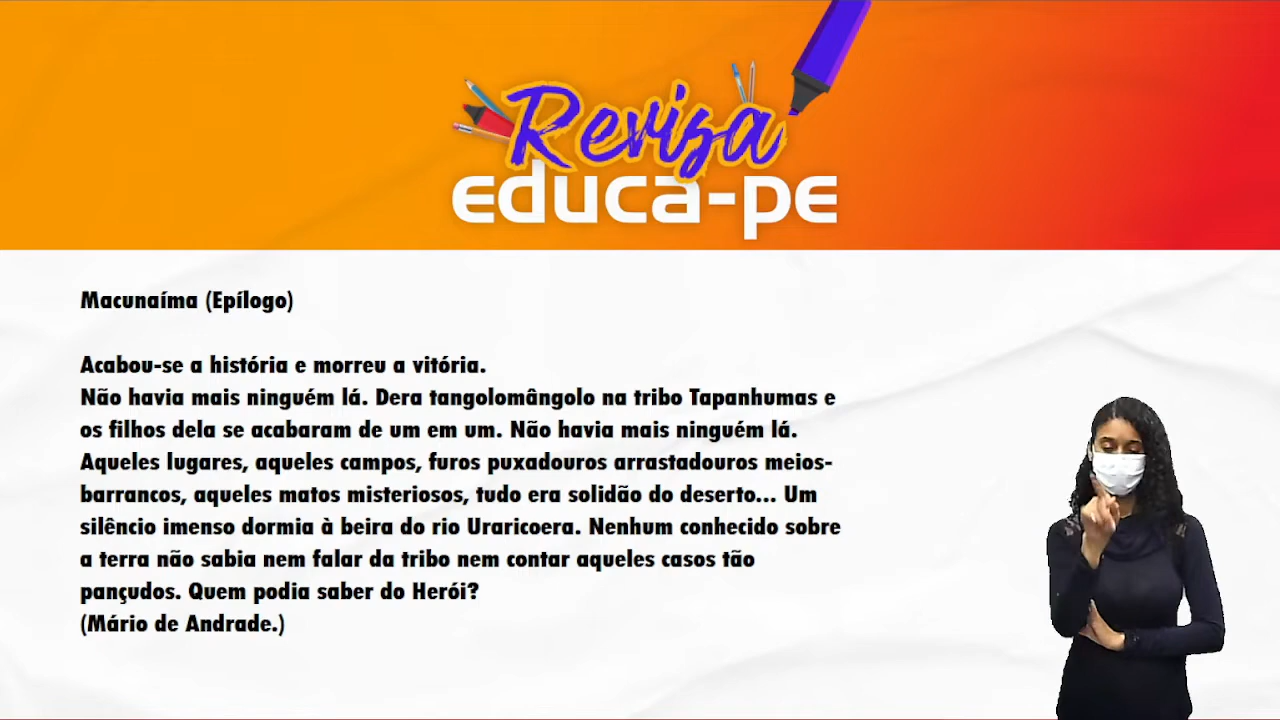 Revisa
educa-pe
Macunaíma (Epílogo)
Acabou-se a história e morreu a vitória.
Não havia mais ninguém lá. Dera tangolomângolo na tribo Tapanhumas e
os filhos dela se acabaram de um em um. Não havia mais ninguém lá.
Aqueles lugares, aqueles campos, furos puxadouros arrastadouros meios-
barrancos, aqueles matos misteriosos, tudo era solidão do deserto... Um
silêncio imenso dormia à beira do rio Uraricoera. Nenhum conhecido sobre
a terra não sabia nem falar da tribo nem contar aqueles casos tão
pançudos. Quem podia saber do Herói?
(Mário de Andrade.)